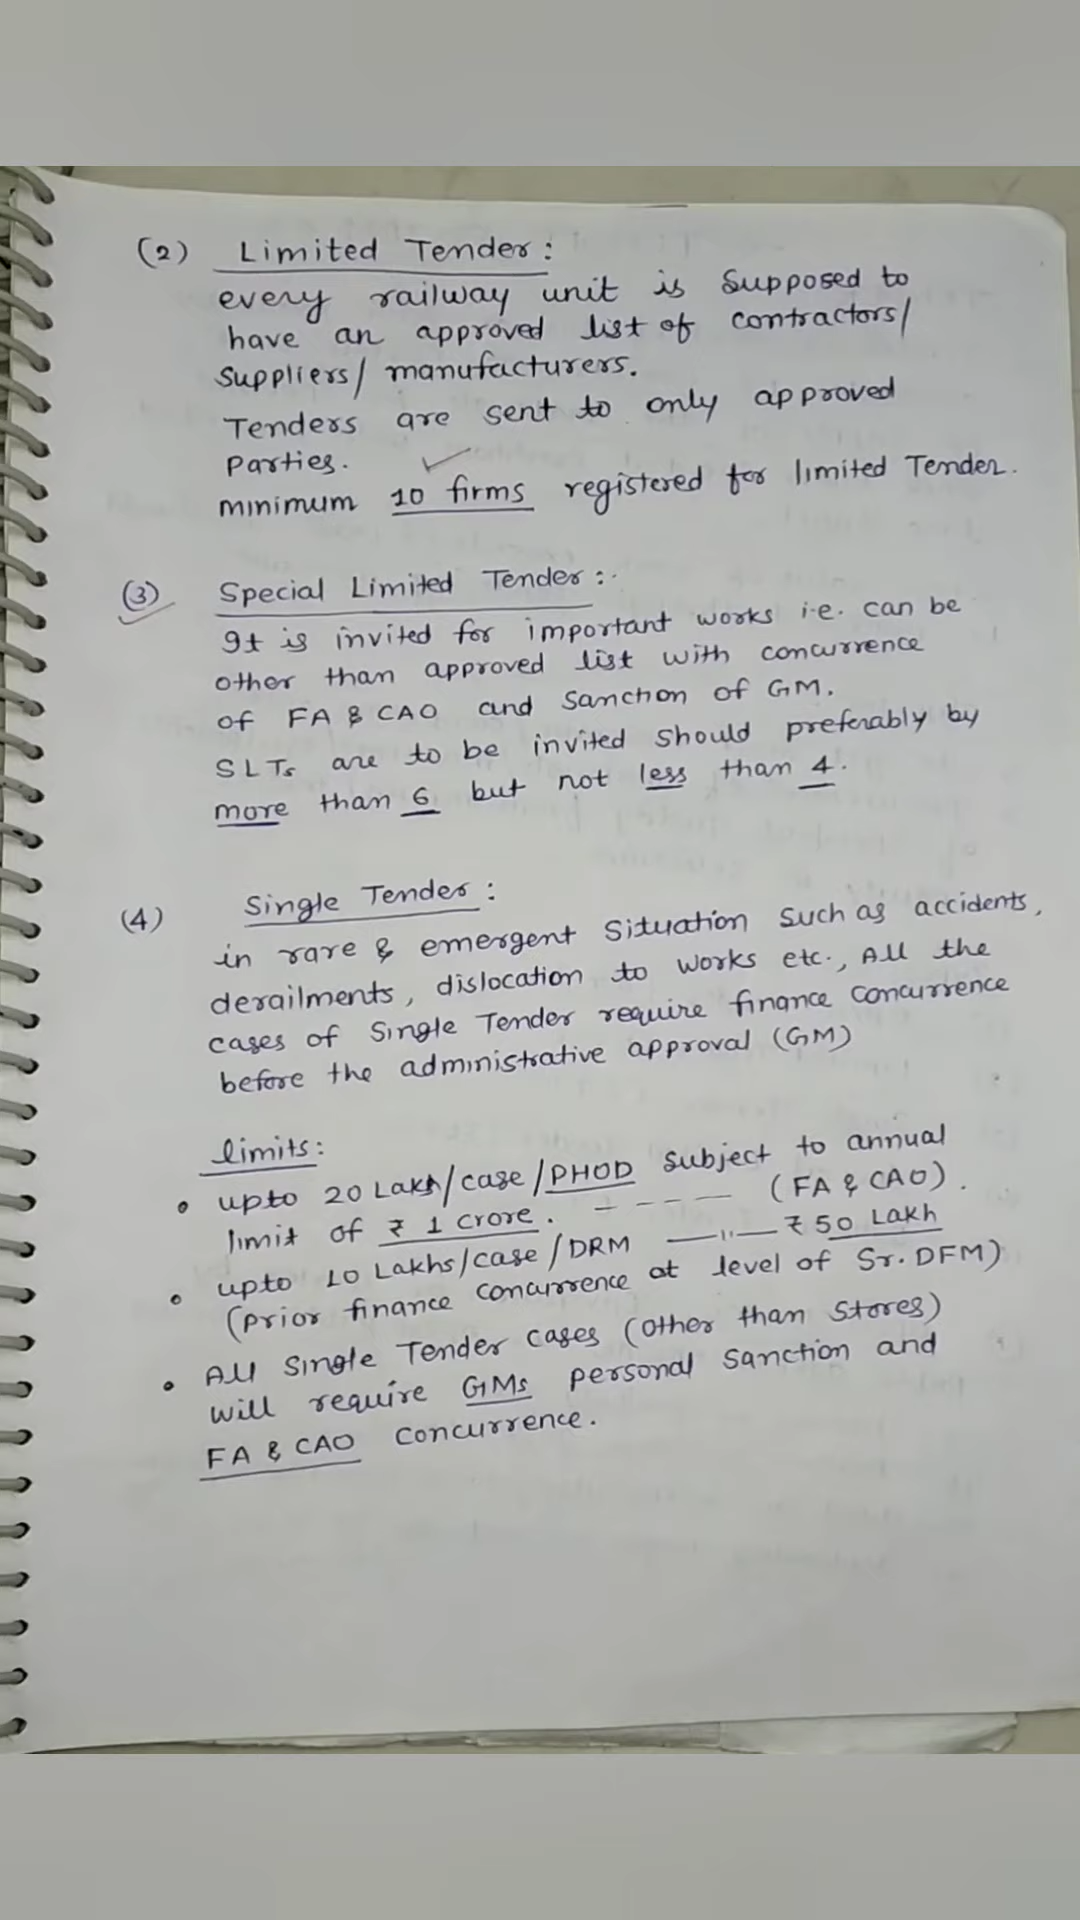 (2) Limited Tender:
every railway unit is supposed to
have an approved list of contractors/
suppliers/ manufacturers.
Tenders are sent to only approved
parties.
minimum 10 firms registered for limited Tender.
(3) Special Limited Tender:
It is invited for important works i.e. can be
other than approved list with concurrence
of FA & CAO and sanction of GM.
SLTs are to be invited should preferably by
more than 6 but not less than 4.
(4) Single Tender:
in rare & emergent situation such as accidents,
derailments, dislocation to works etc., All the
cases of Single Tender require finance concurrence
before the administrative approval (GM)
limits:
• upto 20 Lakh/case/PHOD subject to annual
limit of ₹ 1 crore. - - - - (FA & CAO).
• upto 10 Lakhs/case/DRM —— 〃 — ₹ 50 Lakh
(prior finance concurrence at level of Sr. DFM)
• All Single Tender cases (other than stores)
will require GMs personal sanction and
FA & CAO concurrence.